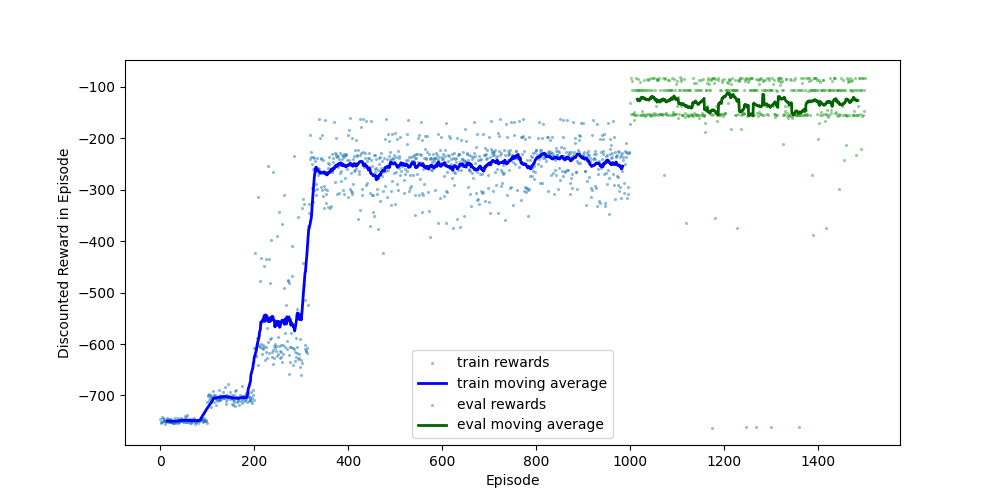 −100
−200
−300
−400
−500
−600
−700
Discounted Reward in Episode
train rewards
train moving average
eval rewards
eval moving average
0 200 400 600 800 1000 1200 1400
Episode